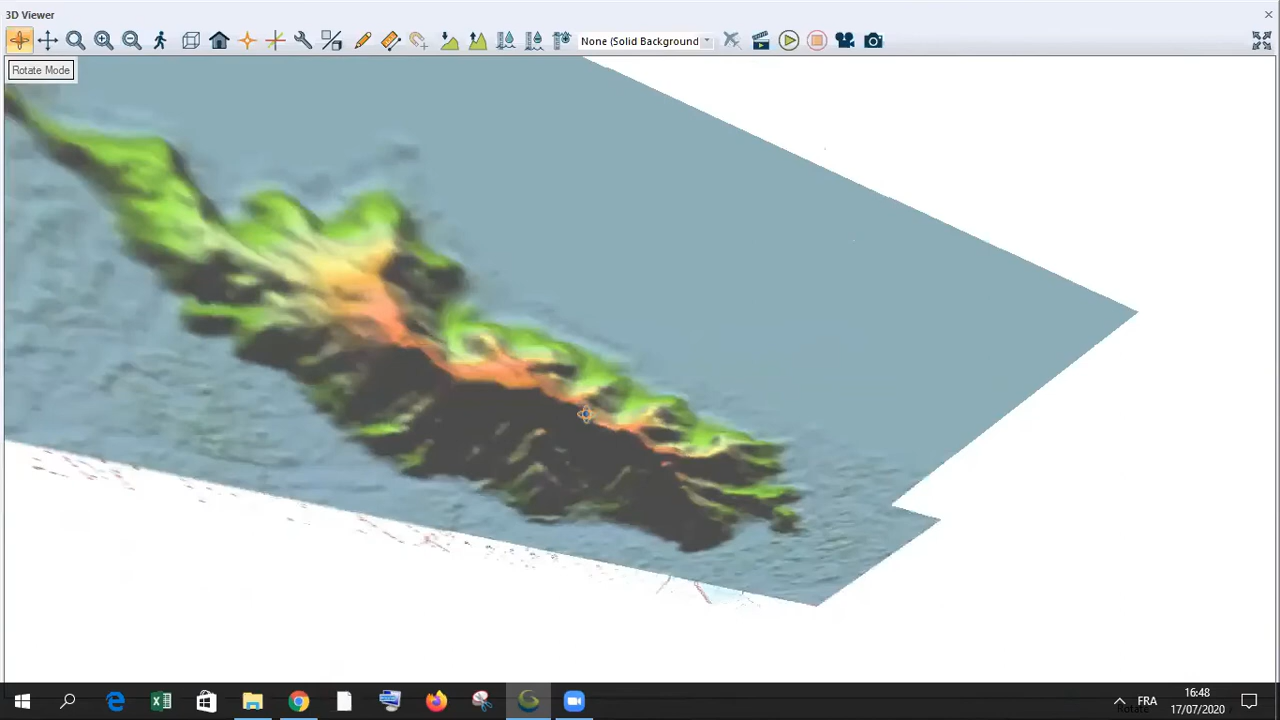 3D Viewer
None (Solid Background
Rotate Mode
FRA
16:48
17/07/2020